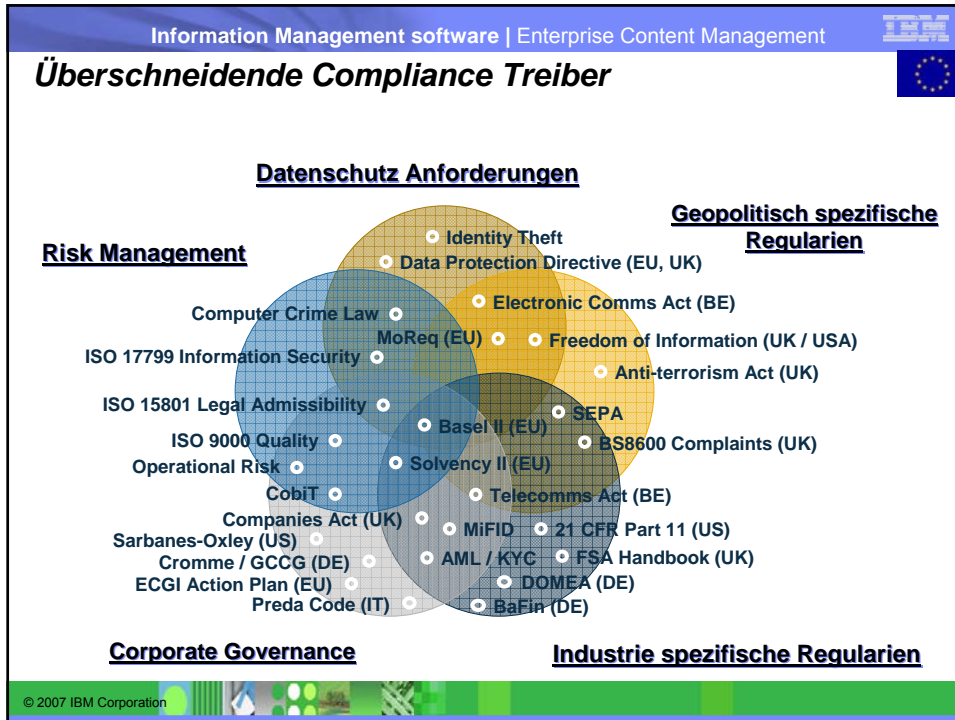 Information Management software | Enterprise Content Management
IBM
Überschneidende Compliance Treiber
Datenschutz Anforderungen
Geopolitisch spezifische
Regularien
Risk Management
Identity Theft
Data Protection Directive (EU, UK)
Electronic Comms Act (BE)
Computer Crime Law
MoReq (EU)
Freedom of Information (UK / USA)
ISO 17799 Information Security
Anti-terrorism Act (UK)
ISO 15801 Legal Admissibility
SEPA
Basel II (EU)
ISO 9000 Quality
BS8600 Complaints (UK)
Operational Risk
Solvency II (EU)
CobiT
Telecomms Act (BE)
Companies Act (UK)
MiFID
21 CFR Part 11 (US)
Sarbanes-Oxley (US)
Cromme / GCCG (DE)
AML / KYC
FSA Handbook (UK)
ECGI Action Plan (EU)
DOMEA (DE)
Preda Code (IT)
BaFin (DE)
Corporate Governance
Industrie spezifische Regularien
© 2007 IBM Corporation